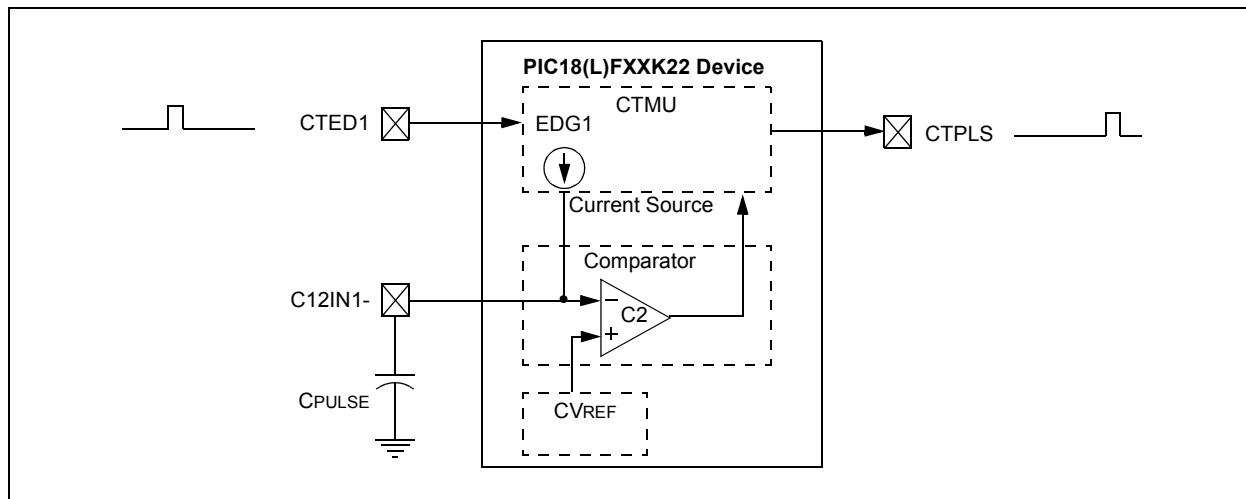 PIC18(L)FXXK22 Device
CTMU
CTED1
EDG1
CTPLS
Current Source
Comparator
C12IN1-
C2
CPULSE
CVREF